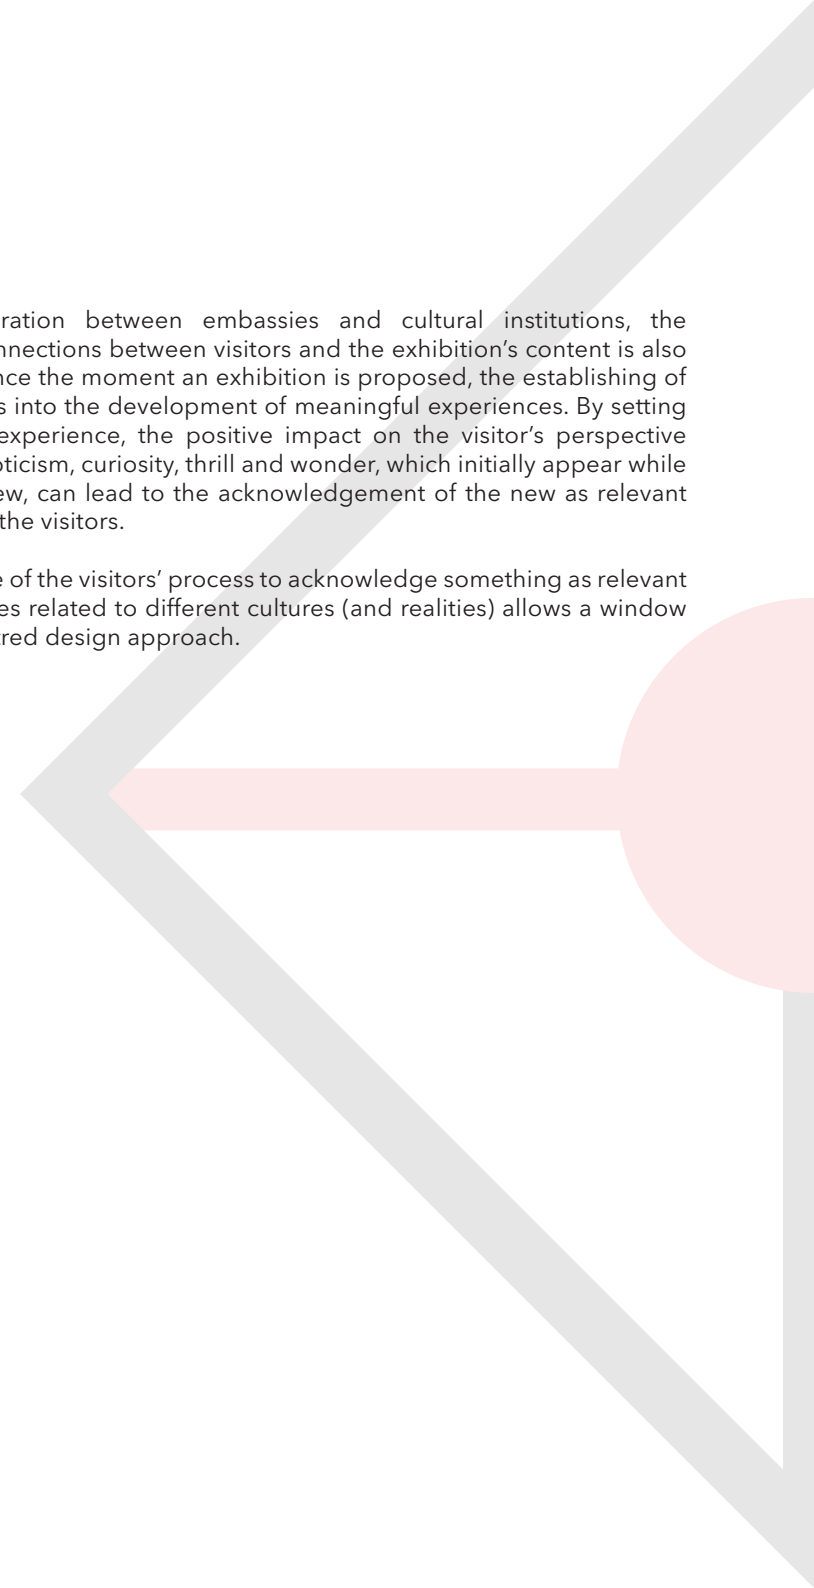 ration between embassies and cultural institutions, the
nnections between visitors and the exhibition’s content is also
nce the moment an exhibition is proposed, the establishing of
s into the development of meaningful experiences. By setting
experience, the positive impact on the visitor’s perspective
pticism, curiosity, thrill and wonder, which initially appear while
ew, can lead to the acknowledgement of the new as relevant
the visitors.
e of the visitors’ process to acknowledge something as relevant
es related to different cultures (and realities) allows a window
tred design approach.